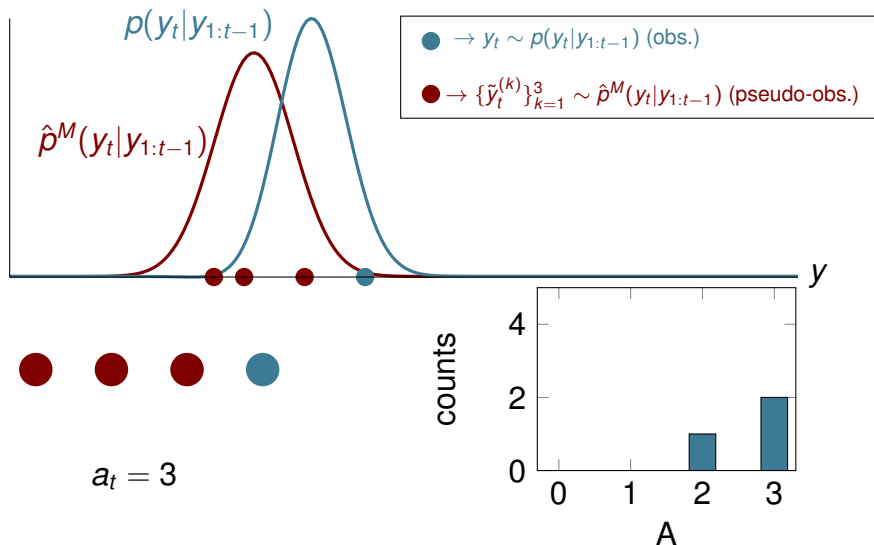 p(y_t|y_{1:t−1})
→ y_t ∼ p(y_t|y_{1:t−1}) (obs.)
→ {ỹ_t^{(k)}}_{k=1}^3 ∼ p̂^M(y_t|y_{1:t−1}) (pseudo-obs.)
p̂^M(y_t|y_{1:t−1})
y
4
2
0
counts
0 1 2 3
A
a_t = 3